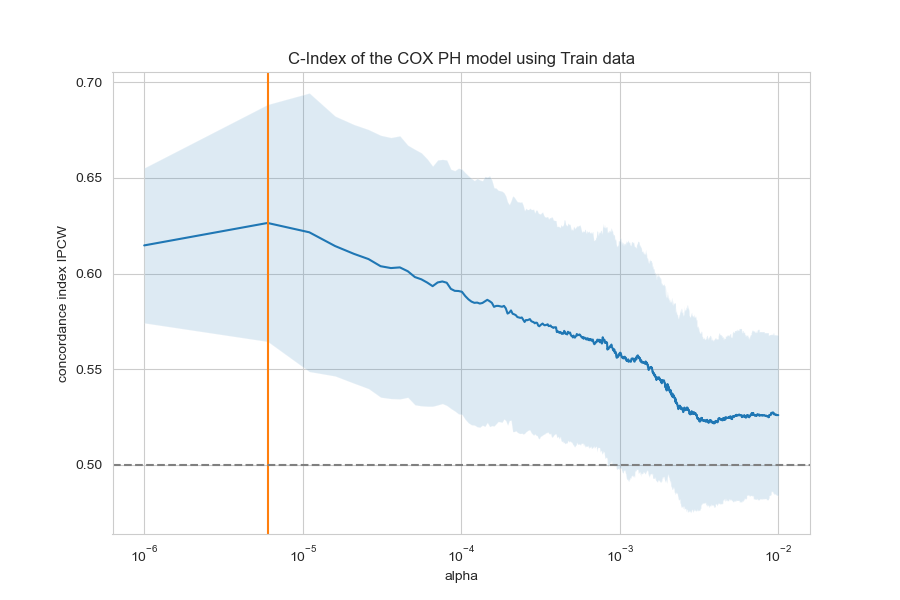 C-Index of the COX PH model using Train data
concordance index IPCW
0.70
0.65
0.60
0.55
0.50
10⁻⁶ 10⁻⁵ 10⁻⁴ 10⁻³ 10⁻²
alpha